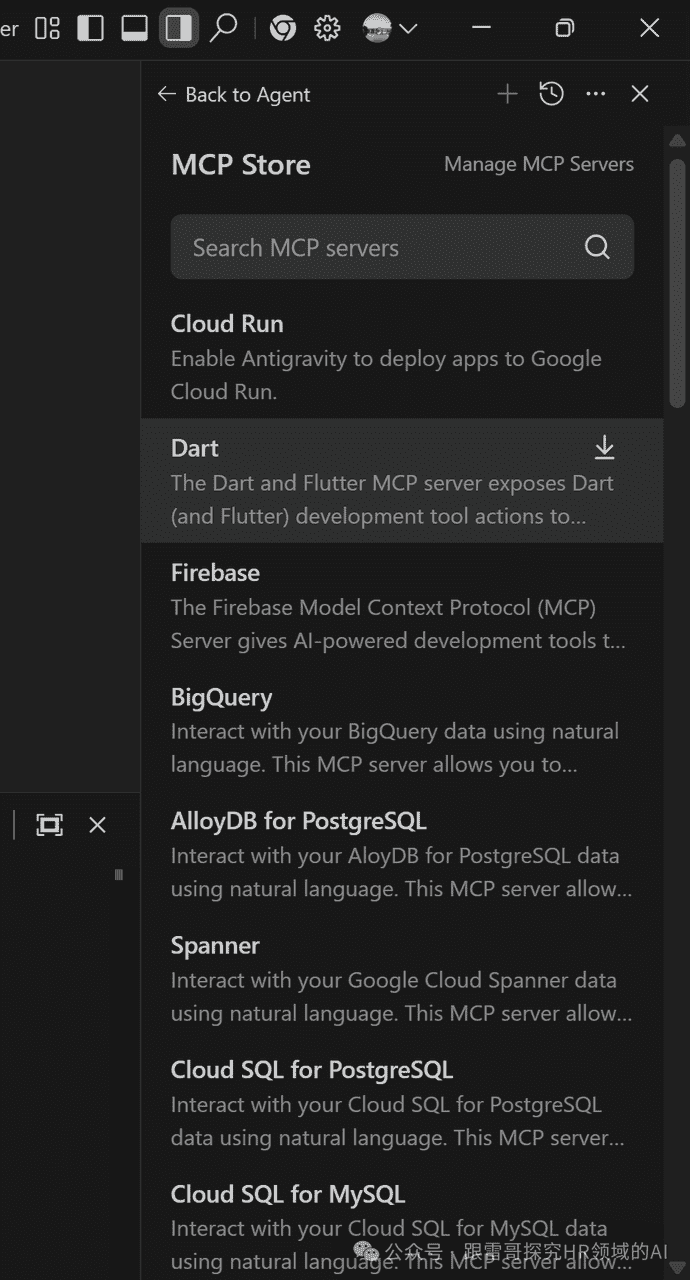 er
Back to Agent
MCP Store
Manage MCP Servers
Search MCP servers
Cloud Run
Enable Antigravity to deploy apps to Google
Cloud Run.
Dart
The Dart and Flutter MCP server exposes Dart
(and Flutter) development tool actions to...
Firebase
The Firebase Model Context Protocol (MCP)
Server gives AI-powered development tools t...
BigQuery
Interact with your BigQuery data using natural
language. This MCP server allows you to...
AlloyDB for PostgreSQL
Interact with your AloyDB for PostgreSQL data
using natural language. This MCP server allow...
Spanner
Interact with your Google Cloud Spanner data
using natural language. This MCP server allow...
Cloud SQL for PostgreSQL
Interact with your Cloud SQL for PostgreSQL
data using natural language. This MCP server...
Cloud SQL for MySQL
Interact with your Cloud SQL for MySQL data
using natural language. This MCP server allow...
公众号 · 跟雷哥探究HR领域的AI